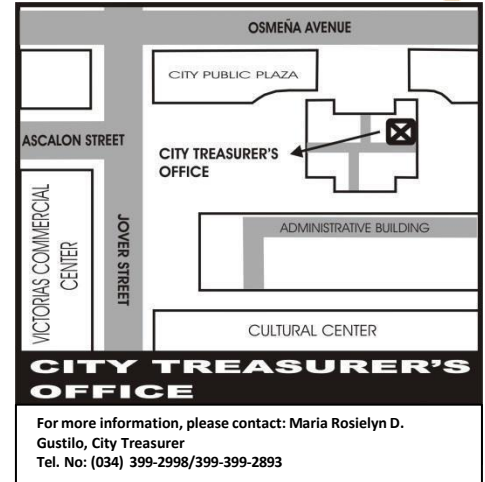 OSMEÑA AVENUE
CITY PUBLIC PLAZA
ASCALON STREET
CITY TREASURER'S
OFFICE
VICTORIAS COMMERCIAL
CENTER
JOVER STREET
ADMINISTRATIVE BUILDING
CULTURAL CENTER
CITY TREASURER'S
OFFICE
For more information, please contact: Maria Rosielyn D.
Gustilo, City Treasurer
Tel. No: (034) 399-2998/399-399-2893